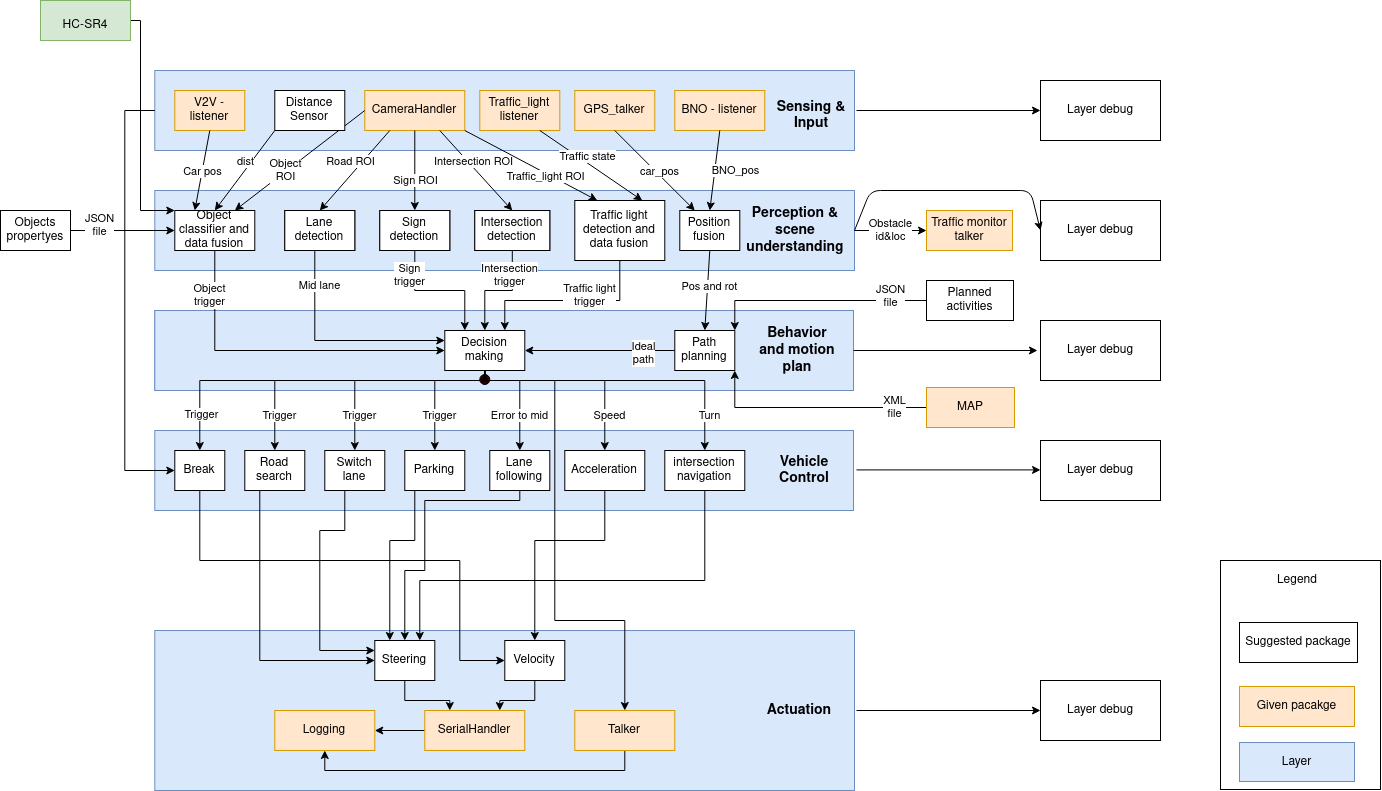 HC-SR4
V2V -
listener
Distance
Sensor
CameraHandler
Traffic_light
listener
GPS_talker
BNO - listener
Sensing &
Input
Layer debug
Car pos
dist
Object
ROI
Road ROI
Sign ROI
Intersection ROI
Traffic_light ROI
Traffic state
car_pos
BNO_pos
Objects
propertyes
JSON
file
Object
classifier and
data fusion
Lane
detection
Sign
detection
Intersection
detection
Traffic light
detection and
data fusion
Position
fusion
Perception &
scene
understanding
Obstacle
id&loc
Traffic monitor
talker
Layer debug
Object
trigger
Mid lane
Sign
trigger
Intersection
trigger
Traffic light
trigger
Pos and rot
JSON
file
Planned
activities
Decision
making
Ideal
path
Path
planning
Behavior
and motion
plan
Layer debug
XML
file
MAP
Trigger
Trigger
Trigger
Trigger
Error to mid
Speed
Turn
Break
Road
search
Switch
lane
Parking
Lane
following
Acceleration
intersection
navigation
Vehicle
Control
Layer debug
Steering
Velocity
Actuation
Layer debug
Logging
SerialHandler
Talker
Legend
Suggested package
Given pacakge
Layer